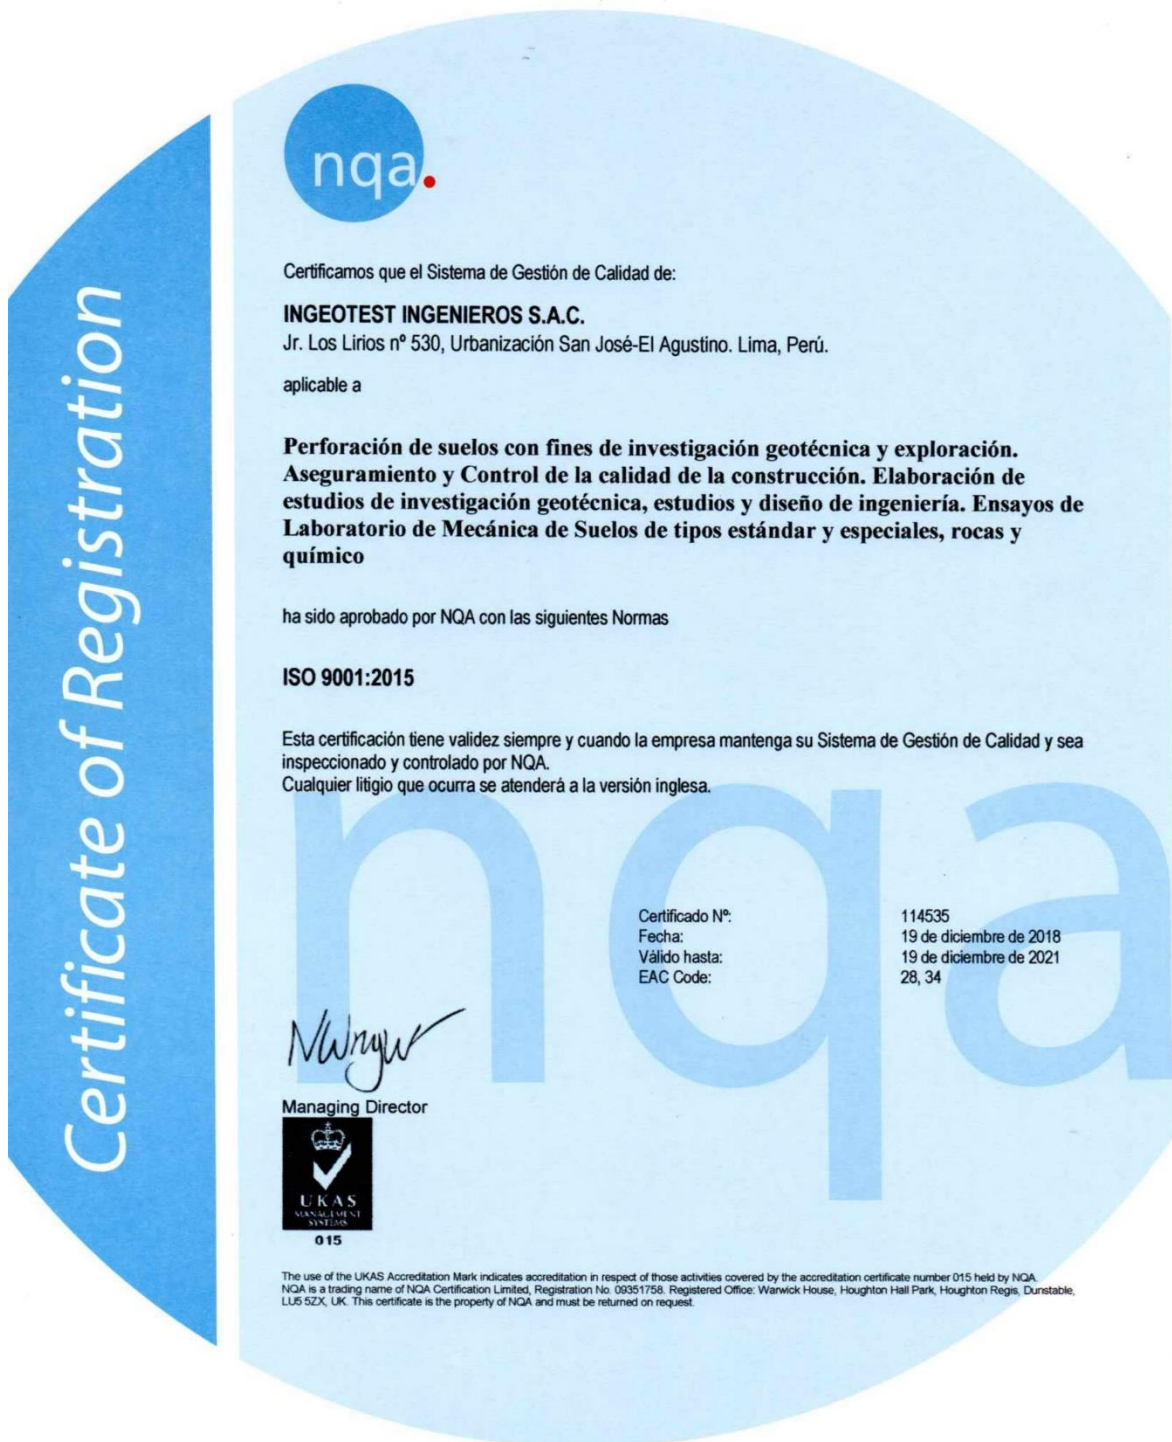 Certificate of Registration
nqa.
Certificamos que el Sistema de Gestión de Calidad de:
INGEOTEST INGENIEROS S.A.C.
Jr. Los Lirios nº 530, Urbanización San José-El Agustino. Lima, Perú.
aplicable a
Perforación de suelos con fines de investigación geotécnica y exploración.
Aseguramiento y Control de la calidad de la construcción. Elaboración de
estudios de investigación geotécnica, estudios y diseño de ingeniería. Ensayos de
Laboratorio de Mecánica de Suelos de tipos estándar y especiales, rocas y
químico
ha sido aprobado por NQA con las siguientes Normas
ISO 9001:2015
Esta certificación tiene validez siempre y cuando la empresa mantenga su Sistema de Gestión de Calidad y sea
inspeccionado y controlado por NQA.
Cualquier litigio que ocurra se atenderá a la versión inglesa.
nqa
Certificado Nº: 114535
Fecha: 19 de diciembre de 2018
Válido hasta: 19 de diciembre de 2021
EAC Code: 28, 34
Managing Director
UKAS
MANAGEMENT
SYSTEMS
015
The use of the UKAS Accreditation Mark indicates accreditation in respect of those activities covered by the accreditation certificate number 015 held by NQA.
NQA is a trading name of NQA Certification Limited, Registration No. 09351758. Registered Office: Warwick House, Houghton Hall Park, Houghton Regis, Dunstable,
LU5 5ZX, UK. This certificate is the property of NQA and must be returned on request.